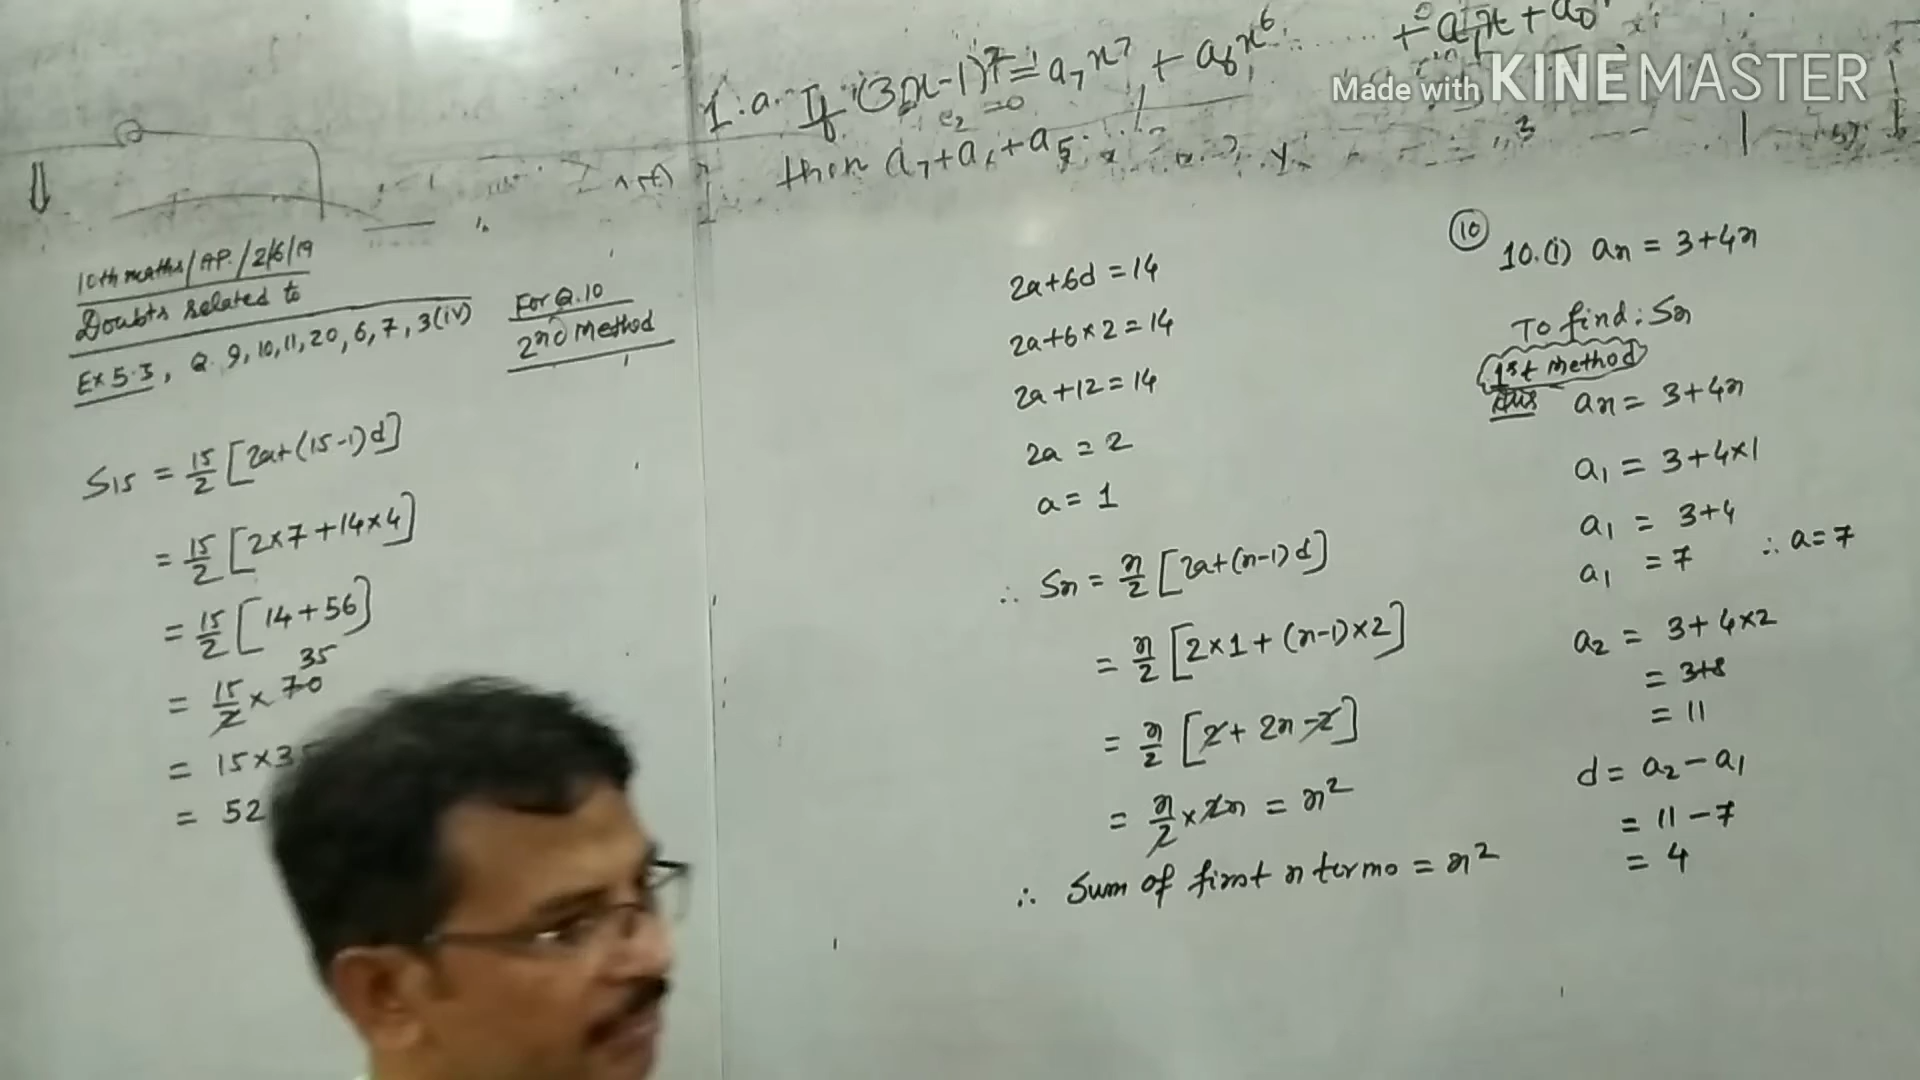 1.a. If (3x-1)⁷ = a₇x⁷ + a₆x⁶ + a₁x + a₀
then a₇+a₆+a₅
Made with KINEMASTER
10th maths/AP./2/6/19
Doubts related to
Ex 5.3, Q. 9,10,11,20,6,7,3(iv)
For Q.10
2nd Method
S₁₅ = 15/2 [2a+(15-1)d]
= 15/2 [2×7+14×4]
= 15/2 [14+56]
35
= 15/2 × 70
= 15×3
= 52
2a+6d = 14
2a+6×2 = 14
2a+12 = 14
2a = 2
a = 1
∴ Sn = n/2 [2a+(n-1)d]
= n/2 [2×1+(n-1)×2]
= n/2 [2+2n-2]
= n/2 × 2n = n²
∴ Sum of first n terms = n²
10
10.(i) an = 3+4n
To find: Sn
1st method
Ans an = 3+4n
a₁ = 3+4×1
a₁ = 3+4
a₁ = 7 ∴ a=7
a₂ = 3+4×2
= 3+8
= 11
d = a₂-a₁
= 11-7
= 4